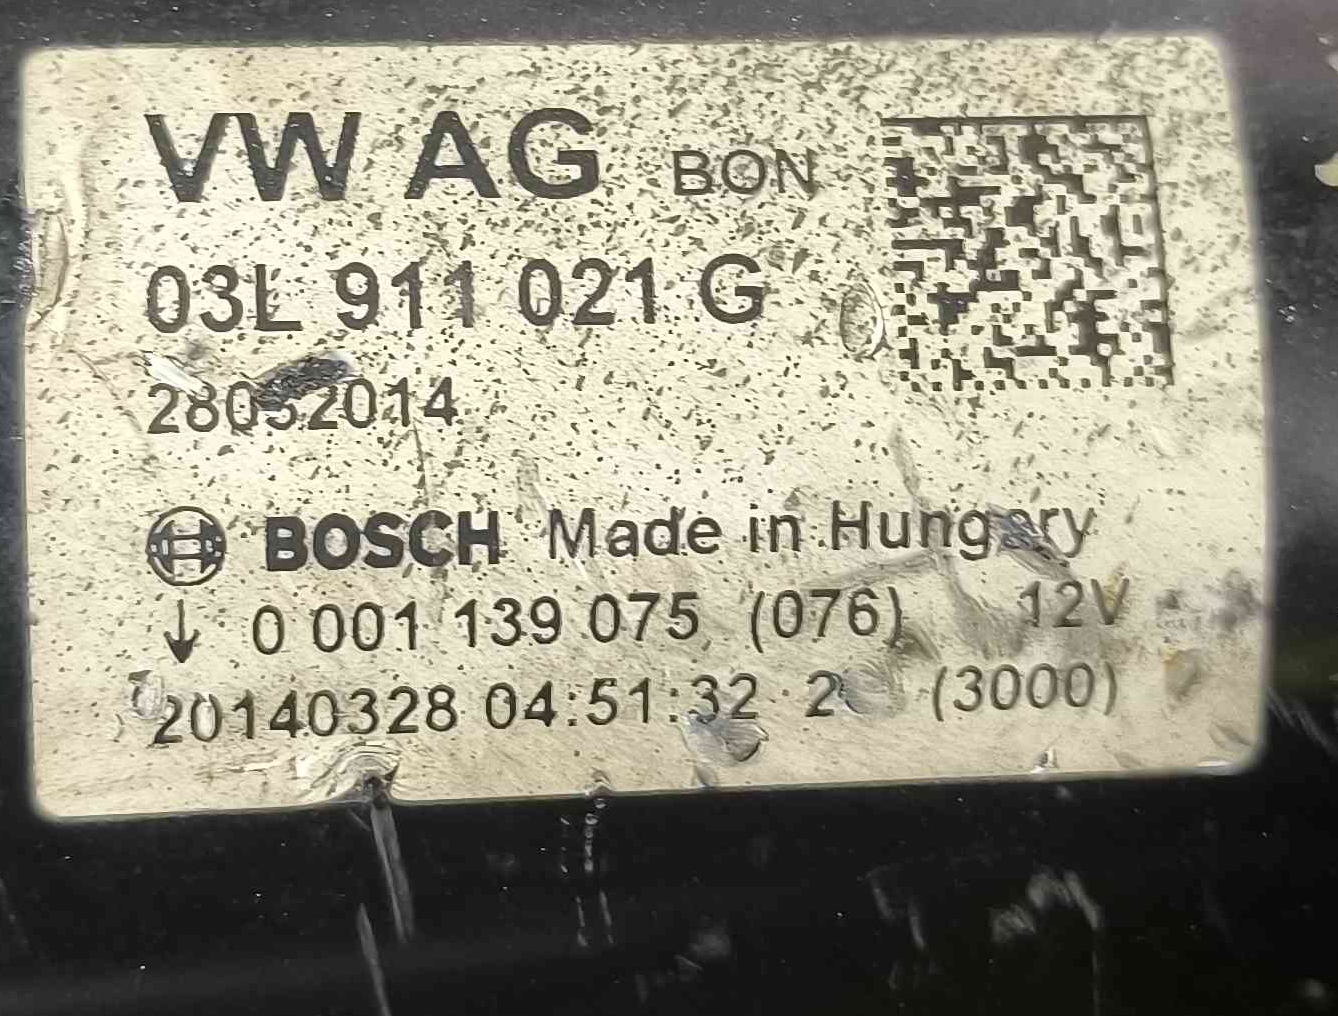 VW AG BON
03L 911 021 G
28032014
BOSCH Made in Hungary
↓ 0 001 139 075 (076) 12V
20140328 04:51:32 (3000)